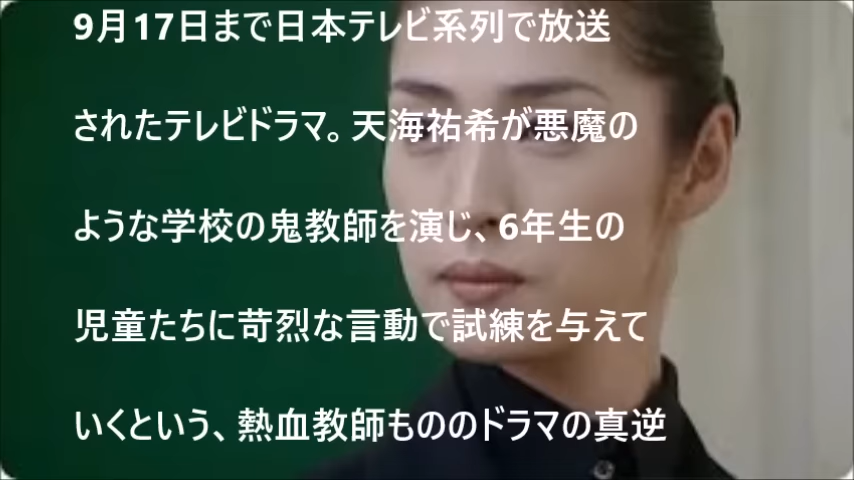 9月17日まで日本テレビ系列で放送
されたテレビドラマ。天海祐希が悪魔の
ような学校の鬼教師を演じ、6年生の
児童たちに苛烈な言動で試練を与えて
いくという、熱血教師もののドラマの真逆